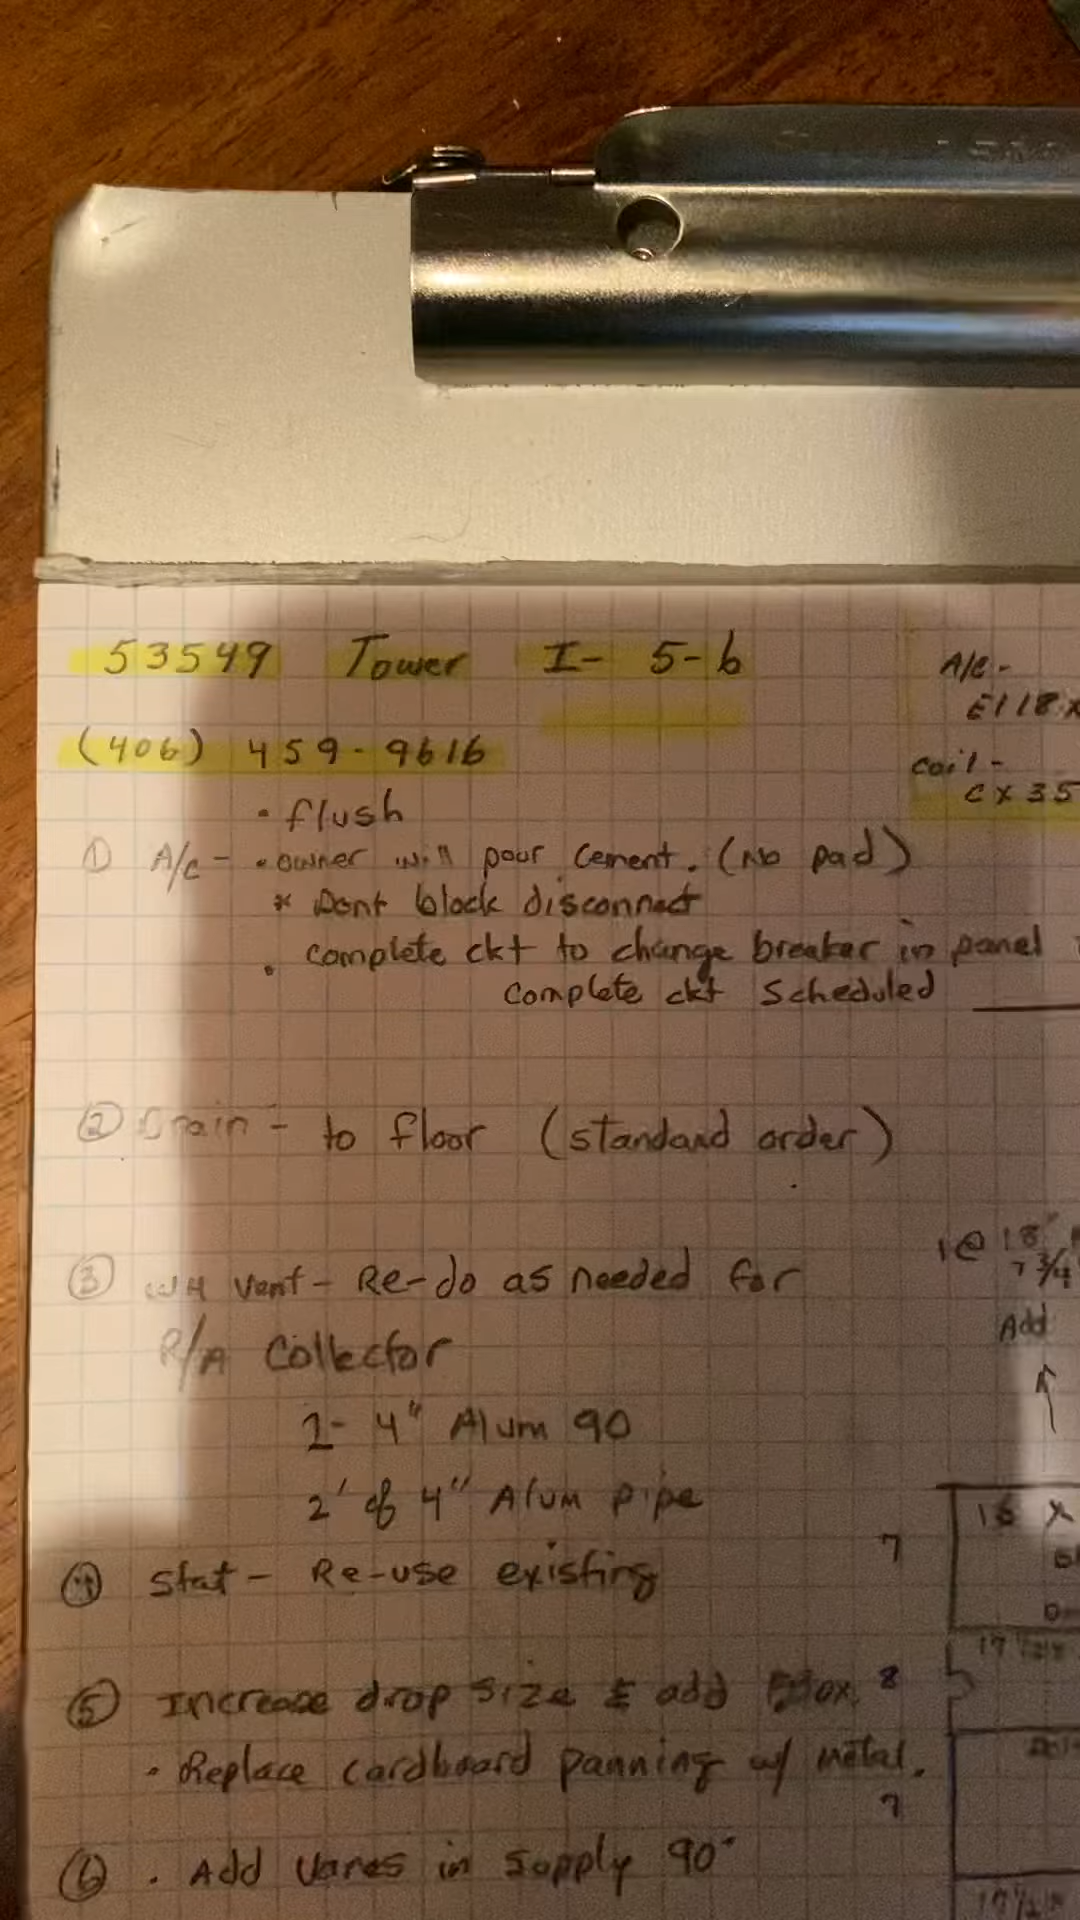 53549 Tower I- 5-6
(406) 459-9616
• flush
① A/C - • owner will pour cement. (No pad)
* Dont block disconnect
• complete ckt to change breaker in panel
complete ckt scheduled
A/C -
E118
coil -
CX35
② Drain - to floor (standard order)
③ WH Vent - Re-do as needed for
R/A Collector
2- 4" Alum 90
2' of 4" Alum pipe
④ Stat - Re-use existing
1@ 18"
Add
16 X
7
⑤ Increase drop size & add 8
• Replace cardboard panning w/ metal.
7
⑥ • Add Vanes in supply 90°